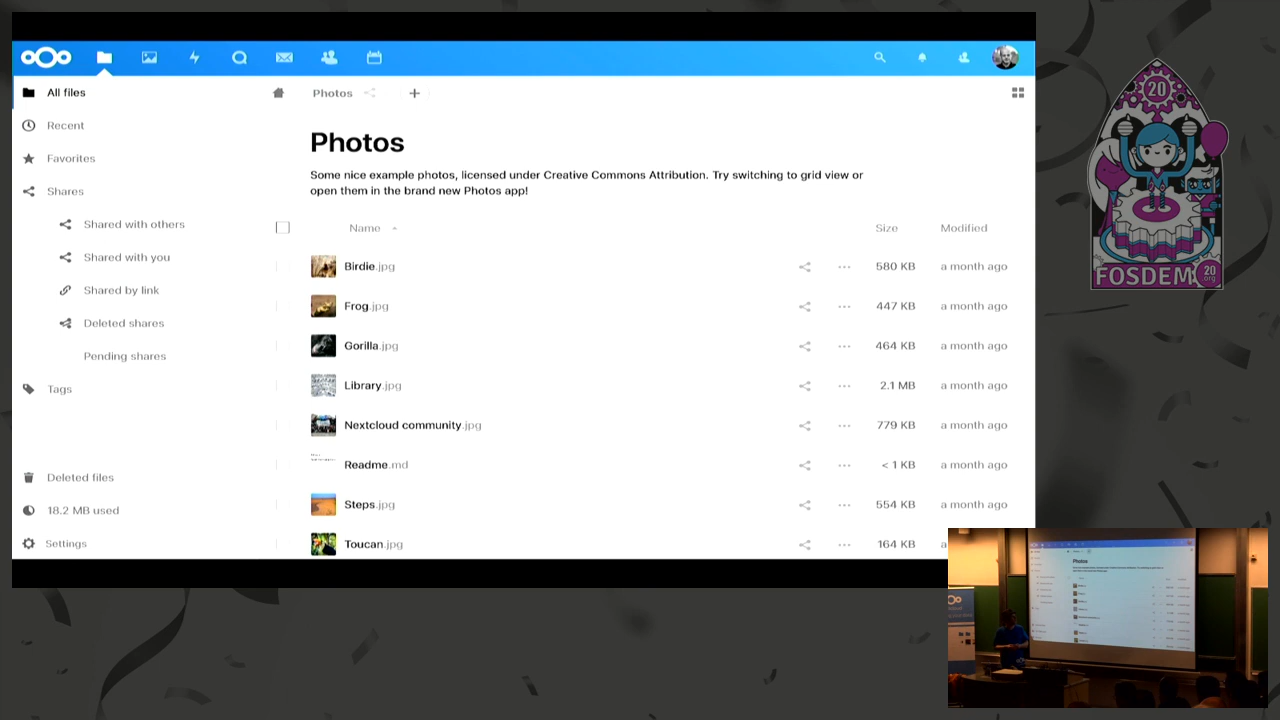 All files
Photos
Recent
Favorites
Shares
Shared with others
Shared with you
Shared by link
Deleted shares
Pending shares
Tags
Deleted files
18.2 MB used
Settings
Photos
Some nice example photos, licensed under Creative Commons Attribution. Try switching to grid view or
open them in the brand new Photos app!
Name Size Modified
Birdie.jpg 580 KB a month ago
Frog.jpg 447 KB a month ago
Gorilla.jpg 464 KB a month ago
Library.jpg 2.1 MB a month ago
Nextcloud community.jpg 779 KB a month ago
Readme.md < 1 KB a month ago
Steps.jpg 554 KB a month ago
Toucan.jpg 164 KB a
20
FOSDEM 20
.org
Photos